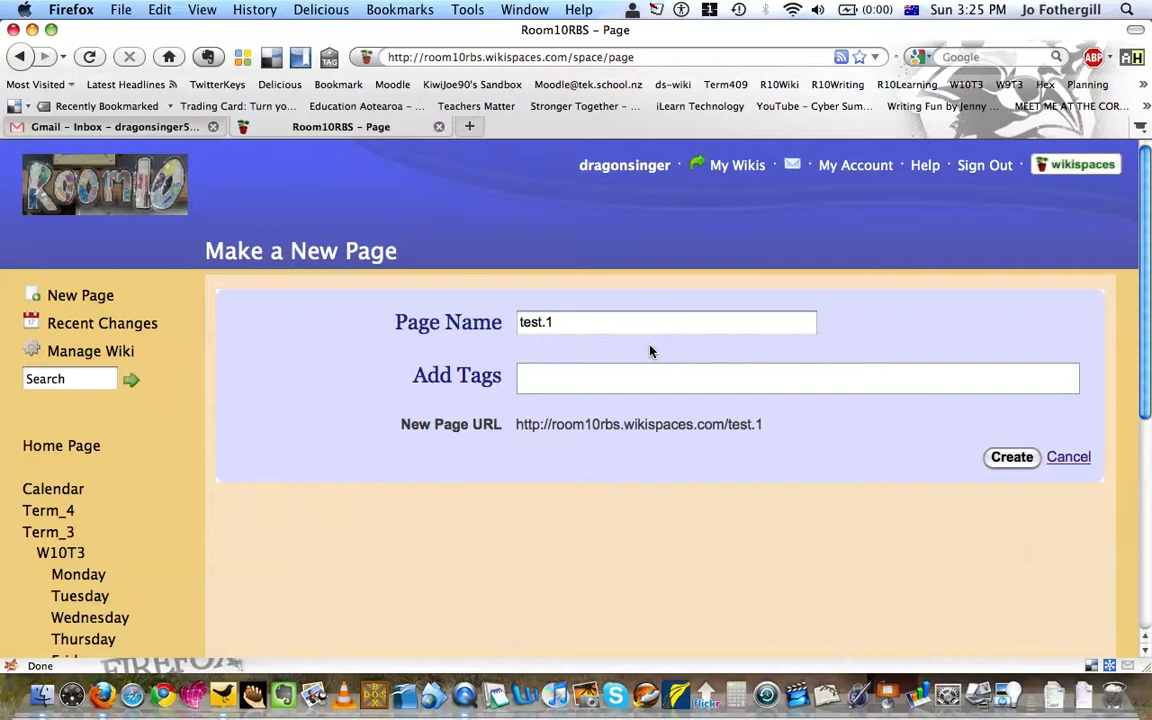 Firefox File Edit View History Delicious Bookmarks Tools Window Help (0:00) Sun 3:25 PM Jo Fothergill
Room10RBS - Page
TAG http://room10rbs.wikispaces.com/space/page Google ABP
Most Visited Latest Headlines TwitterKeys Delicious Bookmark Moodle KiwiJoe90's Sandbox Moodle@tek.school.nz ds-wiki Term409 R10Wiki R10Writing R10Learning W10T3 W9T3 Hex Planning »
Recently Bookmarked Trading Card: Turn yo... Education Aotearoa - ... Teachers Matter Stronger Together - ... iLearn Technology YouTube - Cyber Sum... Writing Fun by Jenny ... MEET ME AT THE COR...
Gmail - Inbox - dragonsinger5... Room10RBS - Page
Room10
dragonsinger · My Wikis · My Account · Help · Sign Out · wikispaces
Make a New Page
New Page
Recent Changes
Manage Wiki
Search
Page Name test.1
Add Tags
New Page URL http://room10rbs.wikispaces.com/test.1
Create Cancel
Home Page
Calendar
Term_4
Term_3
W10T3
Monday
Tuesday
Wednesday
Thursday
Done
FIREFOX
DOS
flickr